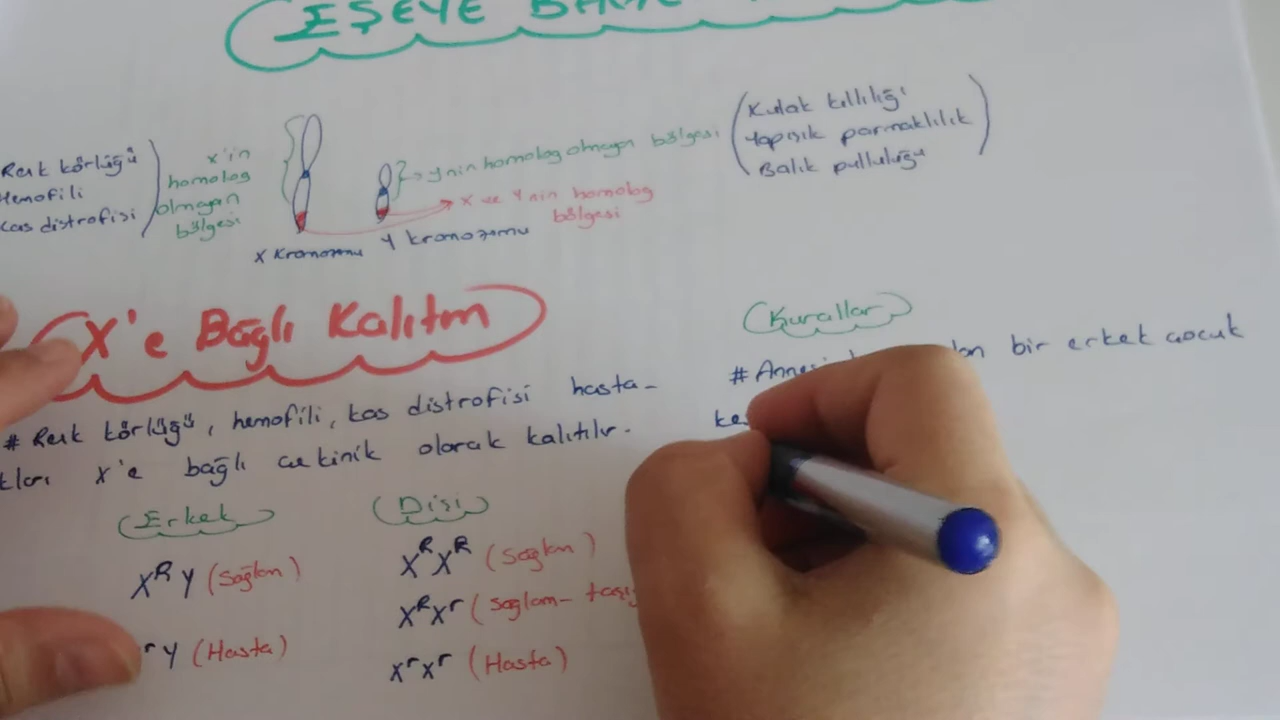 EŞEYE
Renk körlüğü
Hemofili
Kas distrofisi
x'in
homolog
olmayan
bölgesi
X Kromozomu
Y kromozomu
y nin homolog olmayan bölgesi
X ve Y nin homolog
bölgesi
Kulak kıllılığı
Yapışık parmaklılık
Balık pulluluğu
X'e Bağlı Kalıtım
# Renk körlüğü, hemofili, kas distrofisi hasta-
kları x'e bağlı çekinik olarak kalıtılır.
Erkek
X^R Y (Sağlam)
r Y (Hasta)
Dişi
X^R X^R (Sağlam)
X^R X^r (Sağlam-
X^r X^r (Hasta)
Kurallar
# bir erkek çocuk